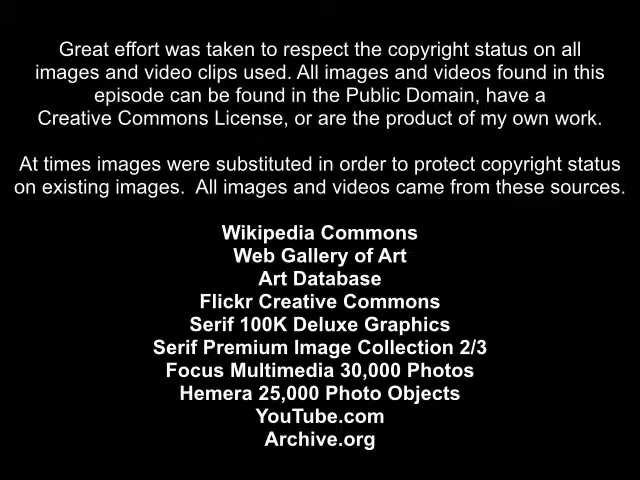 Great effort was taken to respect the copyright status on all
images and video clips used. All images and videos found in this
episode can be found in the Public Domain, have a
Creative Commons License, or are the product of my own work.
At times images were substituted in order to protect copyright status
on existing images.  All images and videos came from these sources.
Wikipedia Commons
Web Gallery of Art
Art Database
Flickr Creative Commons
Serif 100K Deluxe Graphics
Serif Premium Image Collection 2/3
Focus Multimedia 30,000 Photos
Hemera 25,000 Photo Objects
YouTube.com
Archive.org